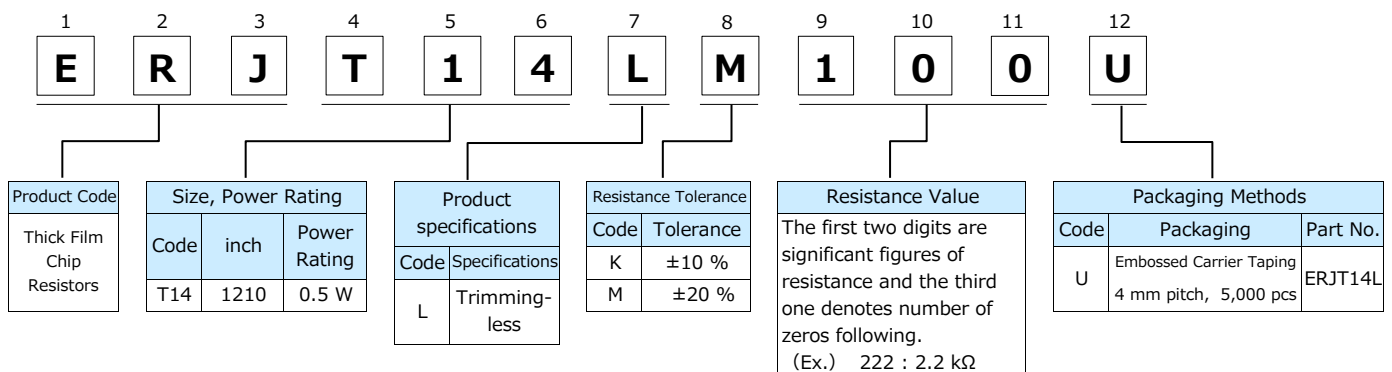 1 2 3 4 5 6 7 8 9 10 11 12
E R J T 1 4 L M 1 0 0 U
Product Code
Thick Film
Chip
Resistors
Size, Power Rating
Code inch Power Rating
T14 1210 0.5 W
Product
specifications
Code Specifications
L Trimming-
less
Resistance Tolerance
Code Tolerance
K ±10 %
M ±20 %
Resistance Value
The first two digits are
significant figures of
resistance and the third
one denotes number of
zeros following.
(Ex.) 222 : 2.2 kΩ
Packaging Methods
Code Packaging Part No.
U Embossed Carrier Taping
4 mm pitch, 5,000 pcs
ERJT14L